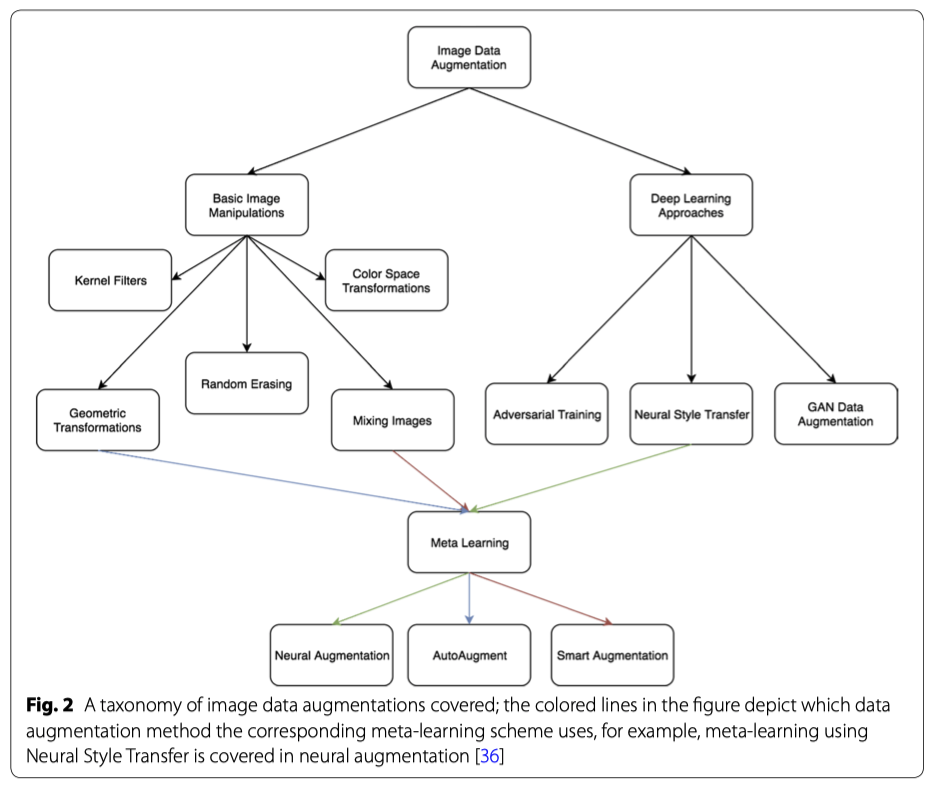 Image Data
Augmentation
Basic Image
Manipulations
Deep Learning
Approaches
Kernel Filters
Color Space
Transformations
Geometric
Transformations
Random Erasing
Mixing Images
Adversarial Training
Neural Style Transfer
GAN Data
Augmentation
Meta Learning
Neural Augmentation
AutoAugment
Smart Augmentation
Fig. 2 A taxonomy of image data augmentations covered; the colored lines in the figure depict which data
augmentation method the corresponding meta-learning scheme uses, for example, meta-learning using
Neural Style Transfer is covered in neural augmentation [36]